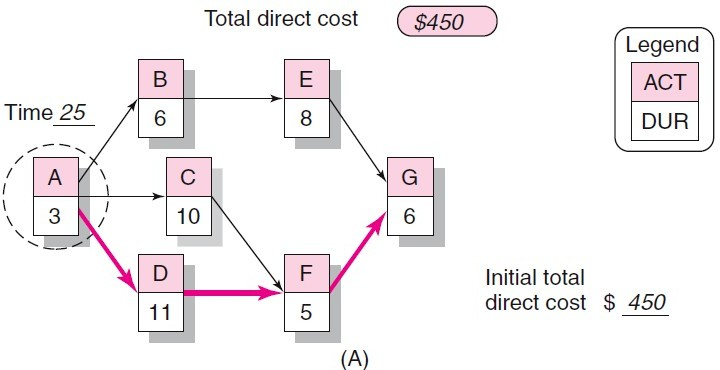 Total direct cost $450
Legend
ACT
DUR
Time 25
B
6
E
8
A
3
C
10
G
6
D
11
F
5
Initial total
direct cost $ 450
(A)